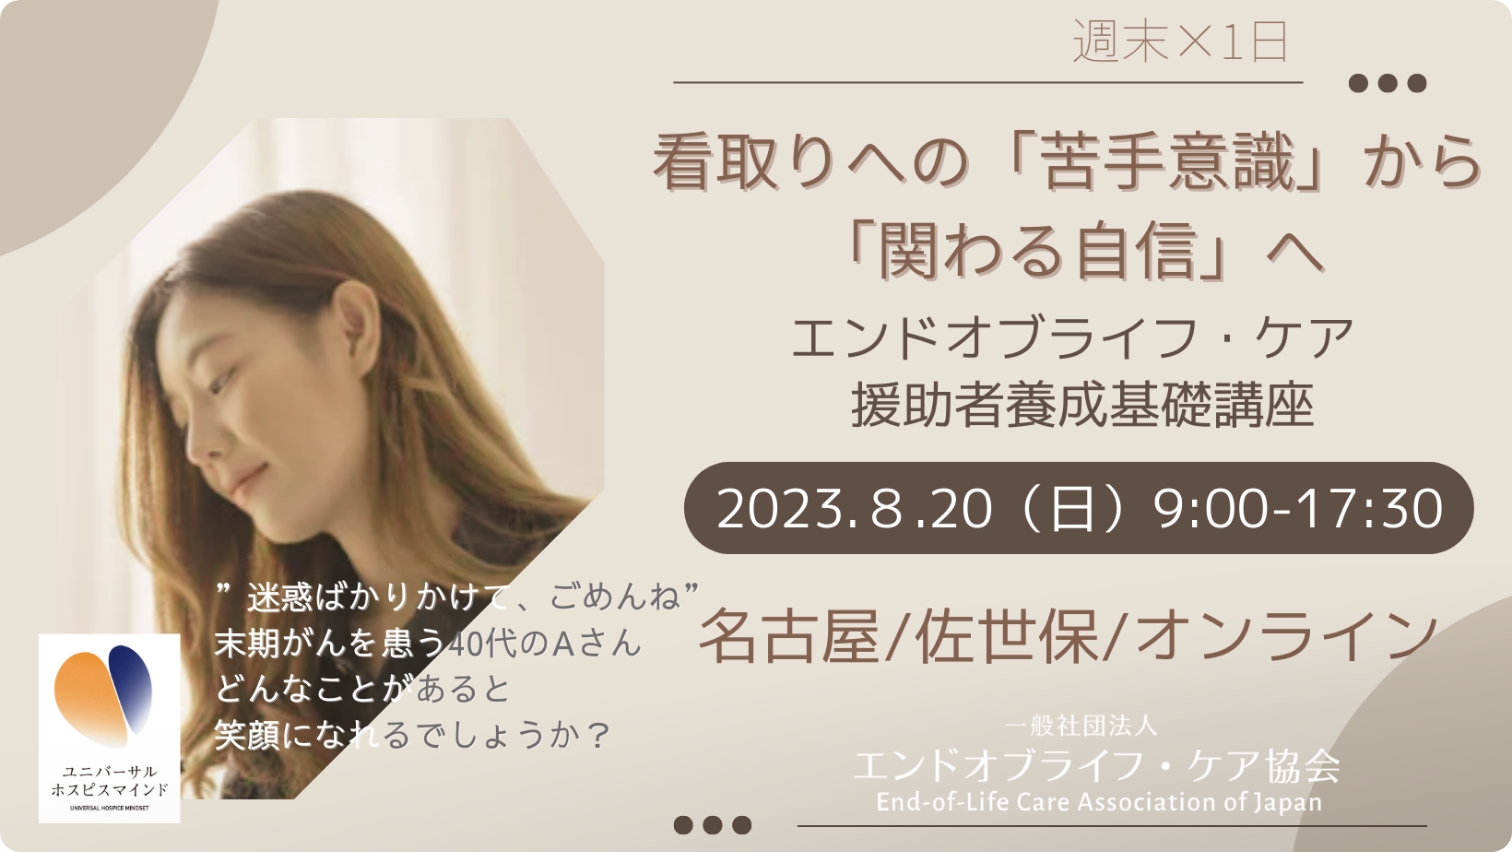 週末×1日
看取りへの「苦手意識」から
「関わる自信」へ
エンドオブライフ・ケア
援助者養成基礎講座
2023.８.20（日）9:00-17:30
名古屋/佐世保/オンライン
”迷惑ばかりかけて、ごめんね”
末期がんを患う40代のAさん
どんなことがあると
笑顔になれるでしょうか？
ユニバーサル
ホスピスマインド
UNIVERSAL HOSPICE MINDSET
一般社団法人
エンドオブライフ・ケア協会
End-of-Life Care Association of Japan